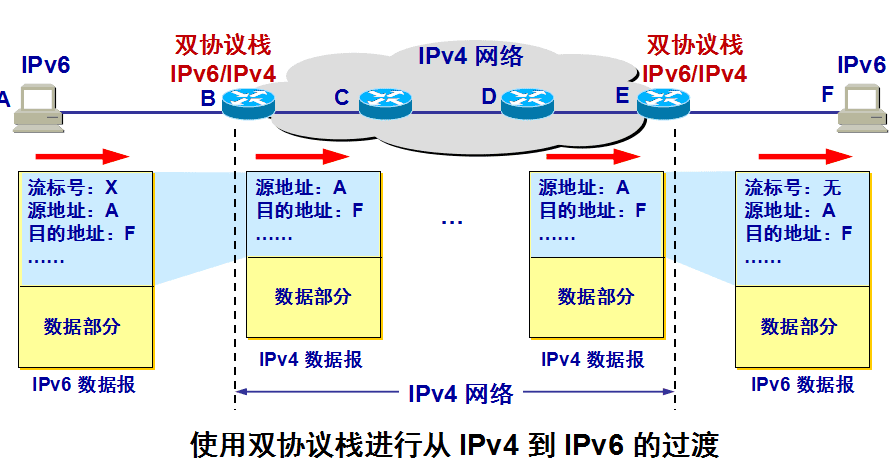 双协议栈
IPv6/IPv4
IPv4 网络
双协议栈
IPv6/IPv4
IPv6
IPv6
A
B
C
D
E
F
流标号：X
源地址：A
目的地址：F
……
数据部分
IPv6 数据报
源地址：A
目的地址：F
……
数据部分
IPv4 数据报
…
源地址：A
目的地址：F
……
数据部分
IPv4 数据报
流标号：无
源地址：A
目的地址：F
……
数据部分
IPv6 数据报
IPv4 网络
使用双协议栈进行从 IPv4 到 IPv6 的过渡